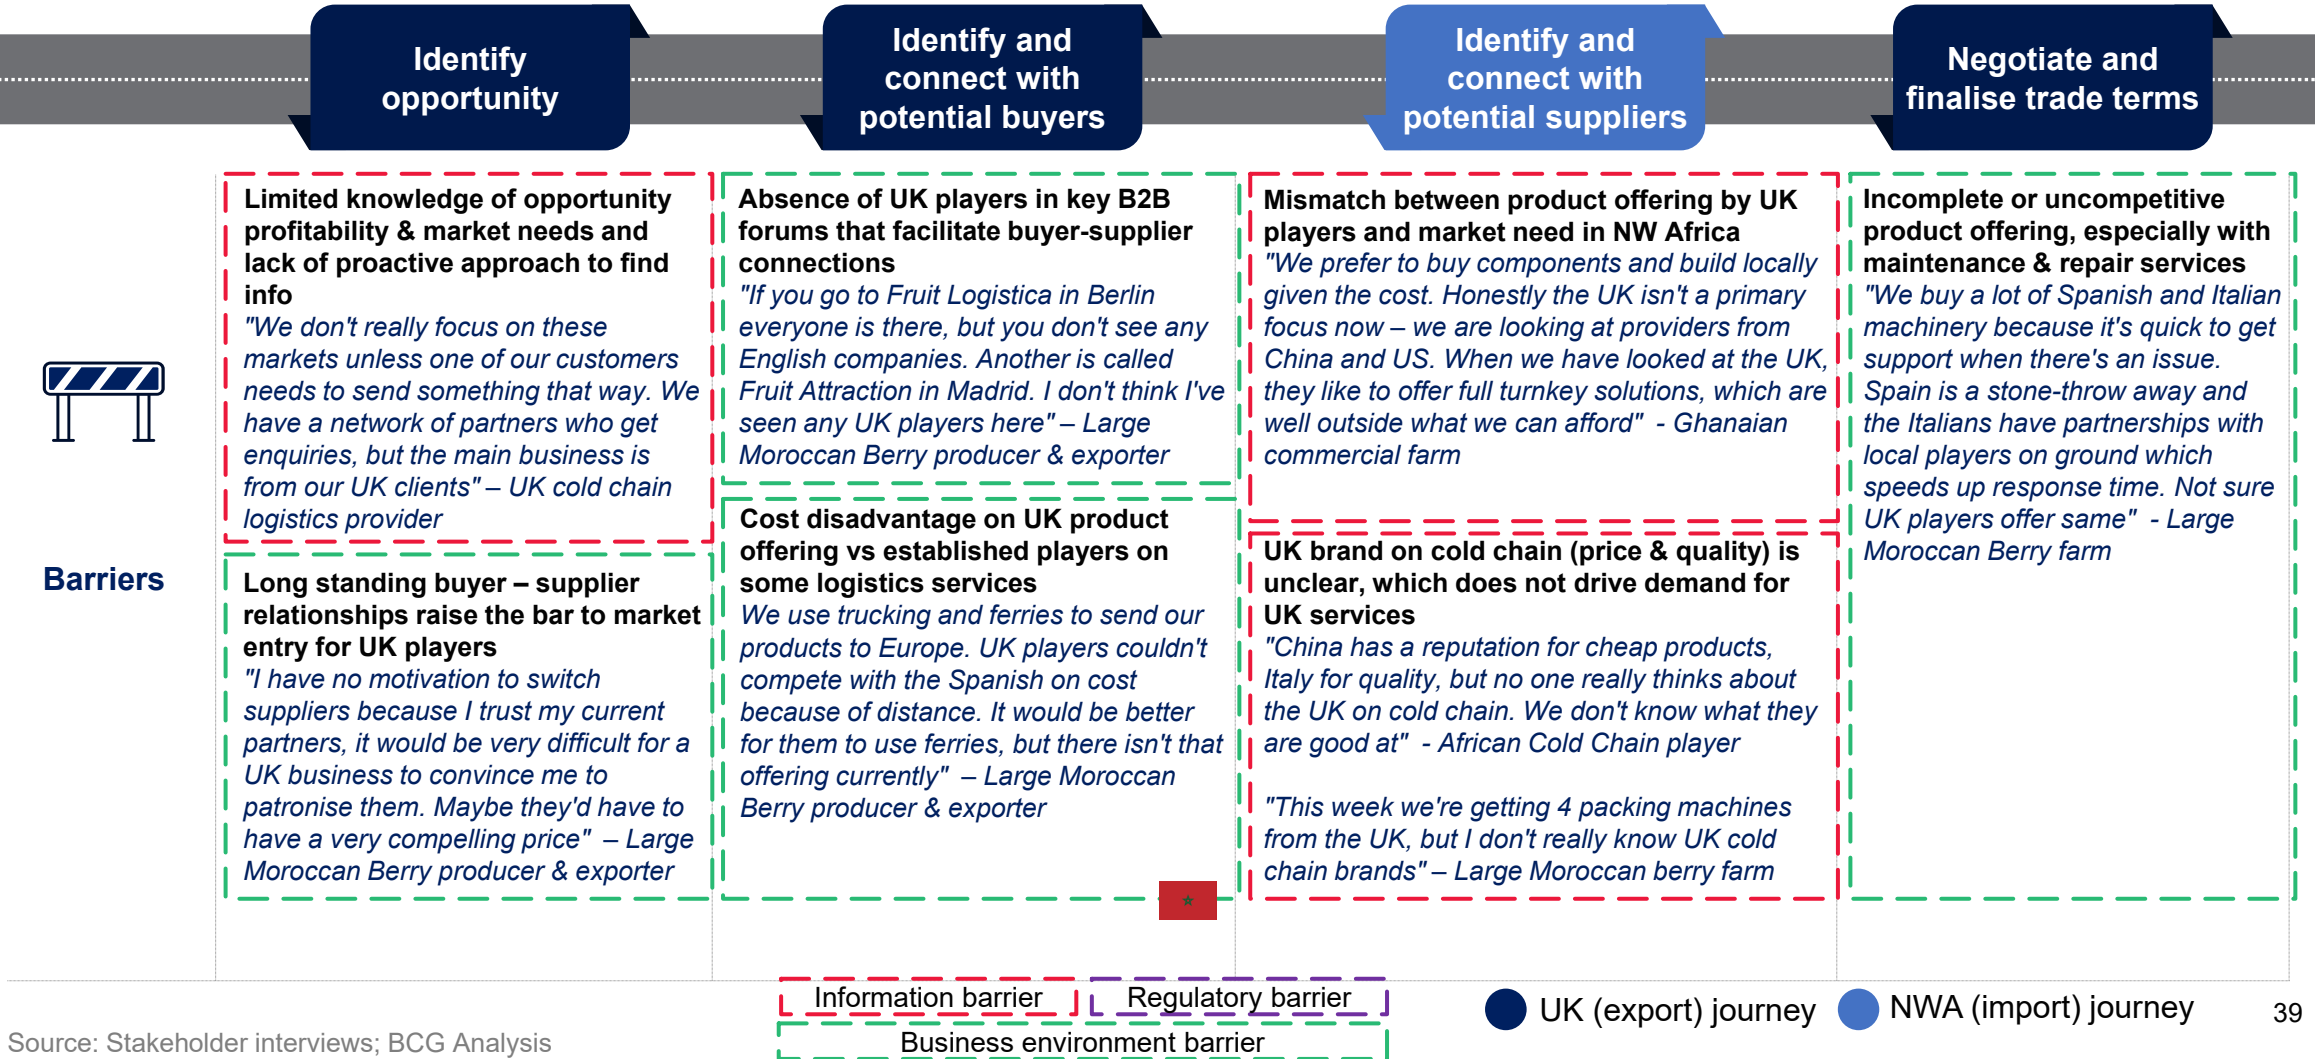 Identify
opportunity
Identify and
connect with
potential buyers
Identify and
connect with
potential suppliers
Negotiate and
finalise trade terms
Barriers
Limited knowledge of opportunity
profitability & market needs and
lack of proactive approach to find
info
"We don't really focus on these
markets unless one of our customers
needs to send something that way. We
have a network of partners who get
enquiries, but the main business is
from our UK clients" – UK cold chain
logistics provider
Long standing buyer – supplier
relationships raise the bar to market
entry for UK players
"I have no motivation to switch
suppliers because I trust my current
partners, it would be very difficult for a
UK business to convince me to
patronise them. Maybe they'd have to
have a very compelling price" – Large
Moroccan Berry producer & exporter
Absence of UK players in key B2B
forums that facilitate buyer-supplier
connections
"If you go to Fruit Logistica in Berlin
everyone is there, but you don't see any
English companies. Another is called
Fruit Attraction in Madrid. I don't think I've
seen any UK players here" – Large
Moroccan Berry producer & exporter
Cost disadvantage on UK product
offering vs established players on
some logistics services
We use trucking and ferries to send our
products to Europe. UK players couldn't
compete with the Spanish on cost
because of distance. It would be better
for them to use ferries, but there isn't that
offering currently" – Large Moroccan
Berry producer & exporter
Mismatch between product offering by UK
players and market need in NW Africa
"We prefer to buy components and build locally
given the cost. Honestly the UK isn't a primary
focus now – we are looking at providers from
China and US. When we have looked at the UK,
they like to offer full turnkey solutions, which are
well outside what we can afford" - Ghanaian
commercial farm
UK brand on cold chain (price & quality) is
unclear, which does not drive demand for
UK services
"China has a reputation for cheap products,
Italy for quality, but no one really thinks about
the UK on cold chain. We don't know what they
are good at" - African Cold Chain player
"This week we're getting 4 packing machines
from the UK, but I don't really know UK cold
chain brands" – Large Moroccan berry farm
Incomplete or uncompetitive
product offering, especially with
maintenance & repair services
"We buy a lot of Spanish and Italian
machinery because it's quick to get
support when there's an issue.
Spain is a stone-throw away and
the Italians have partnerships with
local players on ground which
speeds up response time. Not sure
UK players offer same" - Large
Moroccan Berry farm
Information barrier
Regulatory barrier
Business environment barrier
UK (export) journey
NWA (import) journey
39
Source: Stakeholder interviews; BCG Analysis